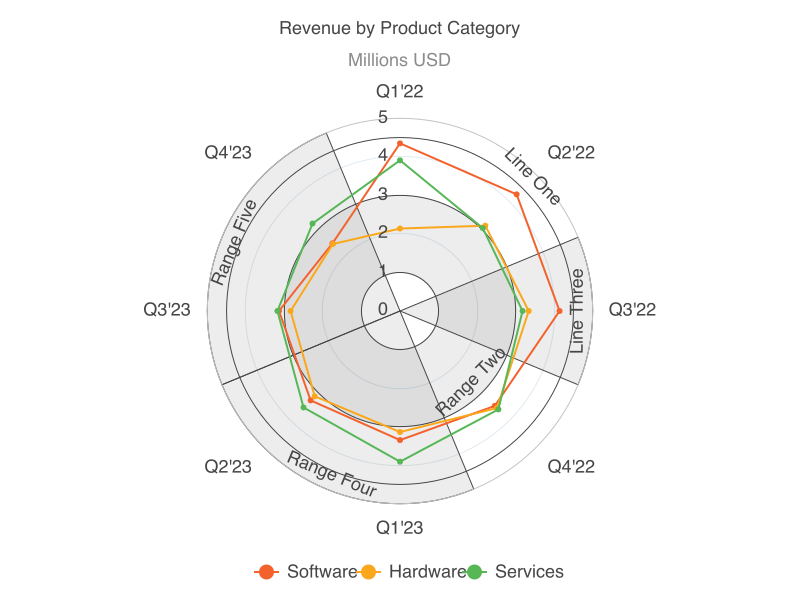 Revenue by Product Category
Millions USD
Q1'22
5
Q4'23
Q2'22
4
Line One
3
Range Five
2
1
Line Three
Q3'23
0
Q3'22
Range Two
Q2'23
Q4'22
Range Four
Q1'23
Software
Hardware
Services